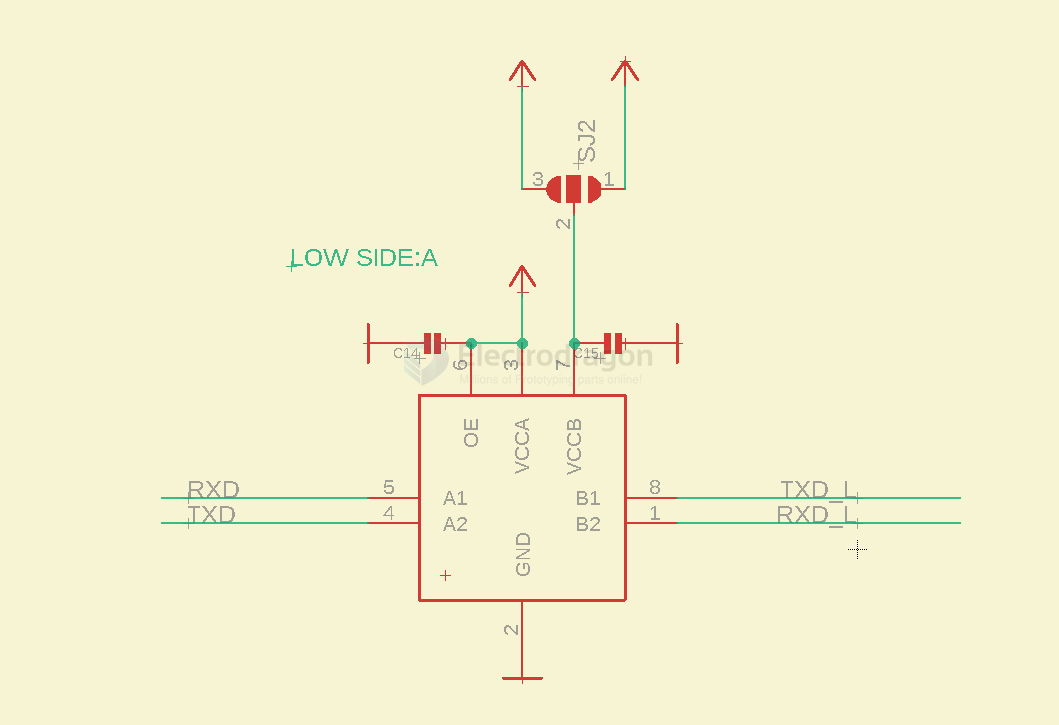 SJ2
3
1
2
LOW SIDE:A
C14
C15
Electrodragon
Millions of Prototyping parts online!
6
3
7
OE
VCCA
VCCB
RXD
5
A1
B1
8
TXD_L
TXD
4
A2
B2
1
RXD_L
GND
2